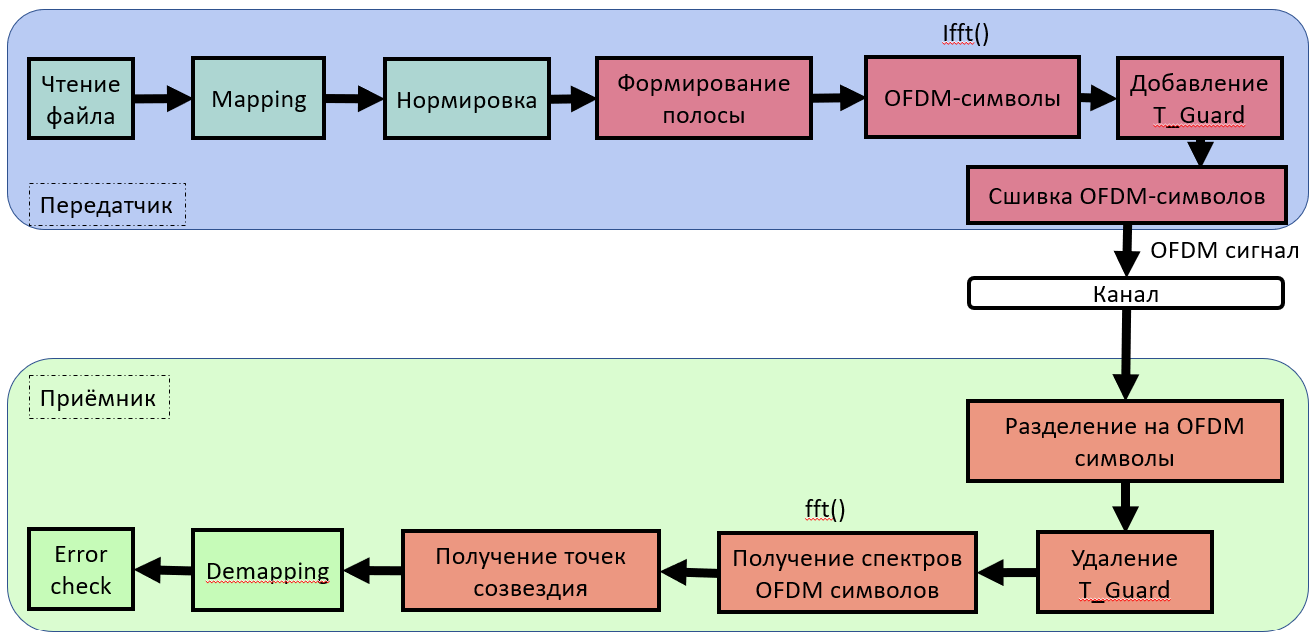 Ifft()
Чтение
файла
Mapping
Нормировка
Формирование
полосы
OFDM-символы
Добавление
T_Guard
Передатчик
Сшивка OFDM-символов
OFDM сигнал
Канал
Приёмник
Разделение на OFDM
символы
fft()
Удаление
T_Guard
Получение спектров
OFDM символов
Получение точек
созвездия
Demapping
Error
check